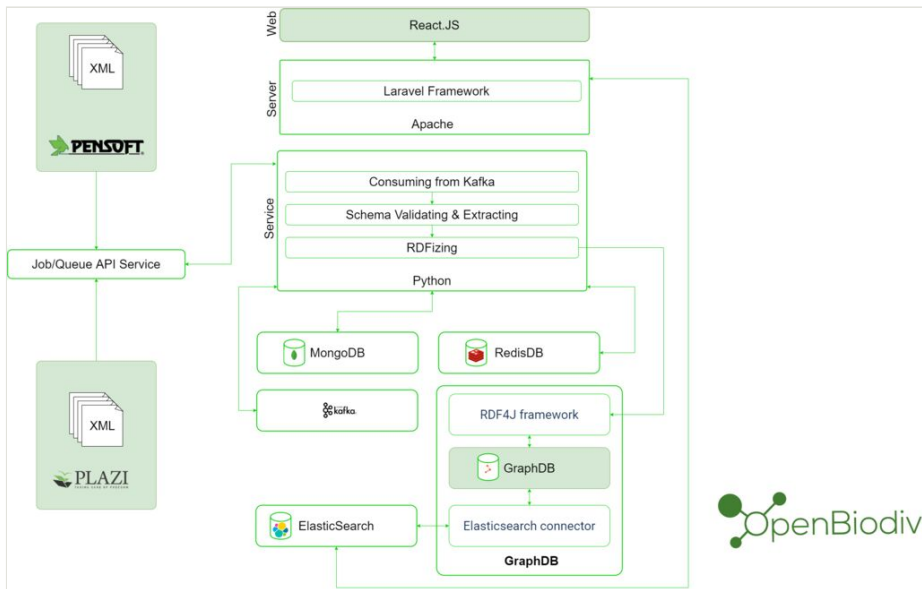 Web
React.JS
XML
Server
Laravel Framework
Apache
PENSOFT
Service
Consuming from Kafka
Schema Validating & Extracting
RDFizing
Python
Job/Queue API Service
MongoDB
RedisDB
XML
kafka
RDF4J framework
PLAZI
GraphDB
ElasticSearch
Elasticsearch connector
GraphDB
OpenBiodiv